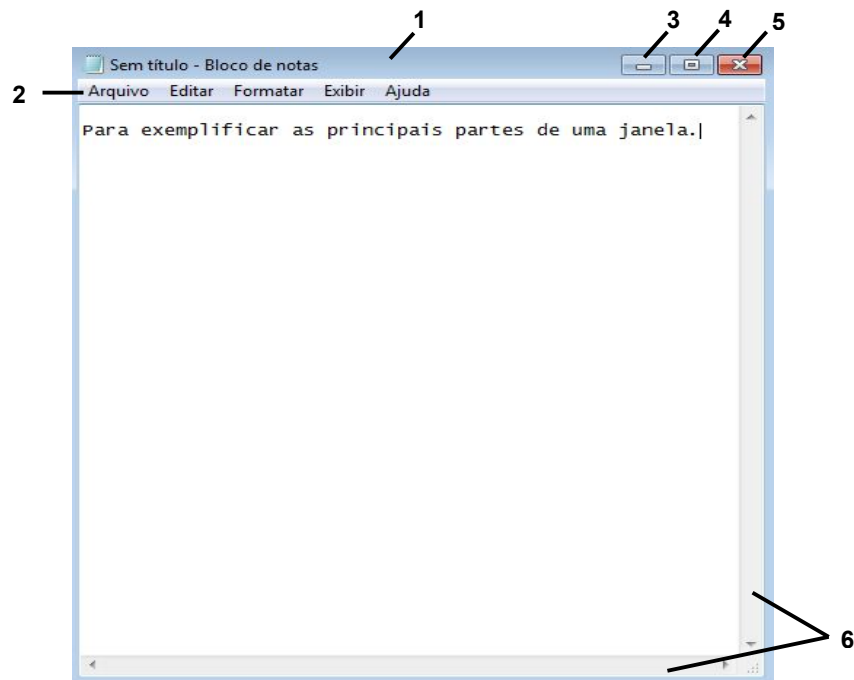 1 3 4 5
Sem título - Bloco de notas
2
Arquivo Editar Formatar Exibir Ajuda
Para exemplificar as principais partes de uma janela.
6